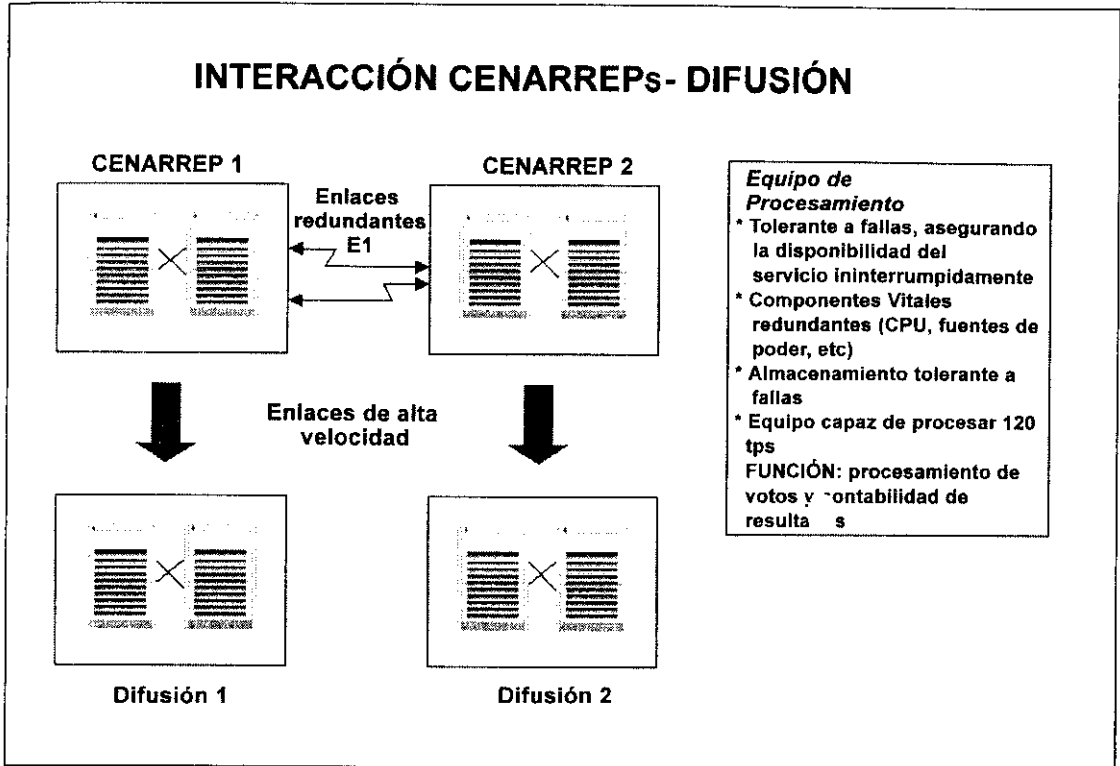 INTERACCIÓN CENARREPs- DIFUSIÓN
CENARREP 1
CENARREP 2
Enlaces
redundantes
E1
Enlaces de alta
velocidad
Difusión 1
Difusión 2
Equipo de
Procesamiento
* Tolerante a fallas, asegurando
la disponibilidad del
servicio ininterrumpidamente
* Componentes Vitales
redundantes (CPU, fuentes de
poder, etc)
* Almacenamiento tolerante a
fallas
* Equipo capaz de procesar 120
tps
FUNCIÓN: procesamiento de
votos y contabilidad de